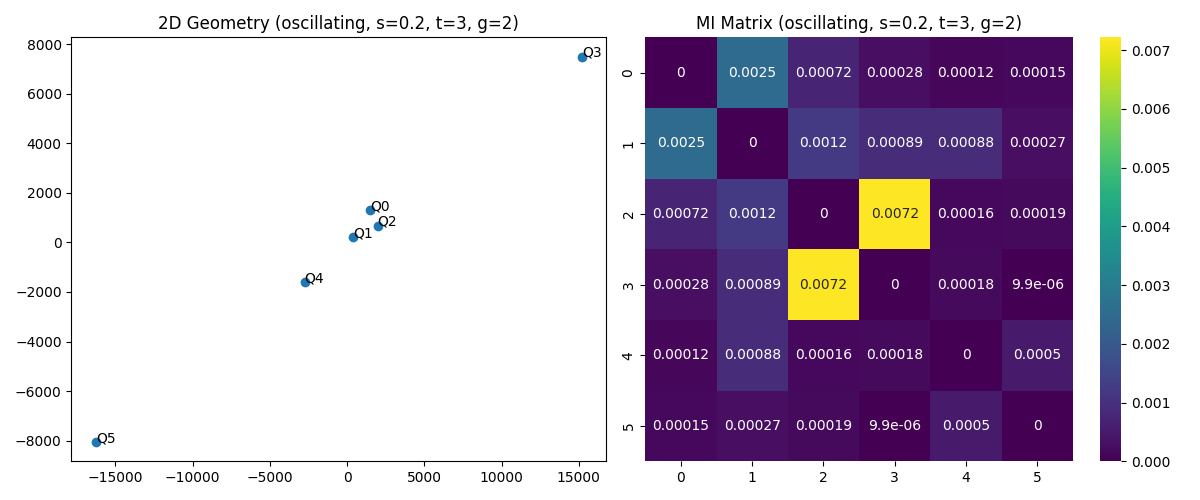 2D Geometry (oscillating, s=0.2, t=3, g=2)
8000
6000
4000
2000
0
−2000
−4000
−6000
−8000
−15000 −10000 −5000 0 5000 10000 15000
Q3
Q0
Q2
Q1
Q4
Q5
MI Matrix (oscillating, s=0.2, t=3, g=2)
0 0 0.0025 0.00072 0.00028 0.00012 0.00015
1 0.0025 0 0.0012 0.00089 0.00088 0.00027
2 0.00072 0.0012 0 0.0072 0.00016 0.00019
3 0.00028 0.00089 0.0072 0 0.00018 9.9e-06
4 0.00012 0.00088 0.00016 0.00018 0 0.0005
5 0.00015 0.00027 0.00019 9.9e-06 0.0005 0
0 1 2 3 4 5
0.007
0.006
0.005
0.004
0.003
0.002
0.001
0.000